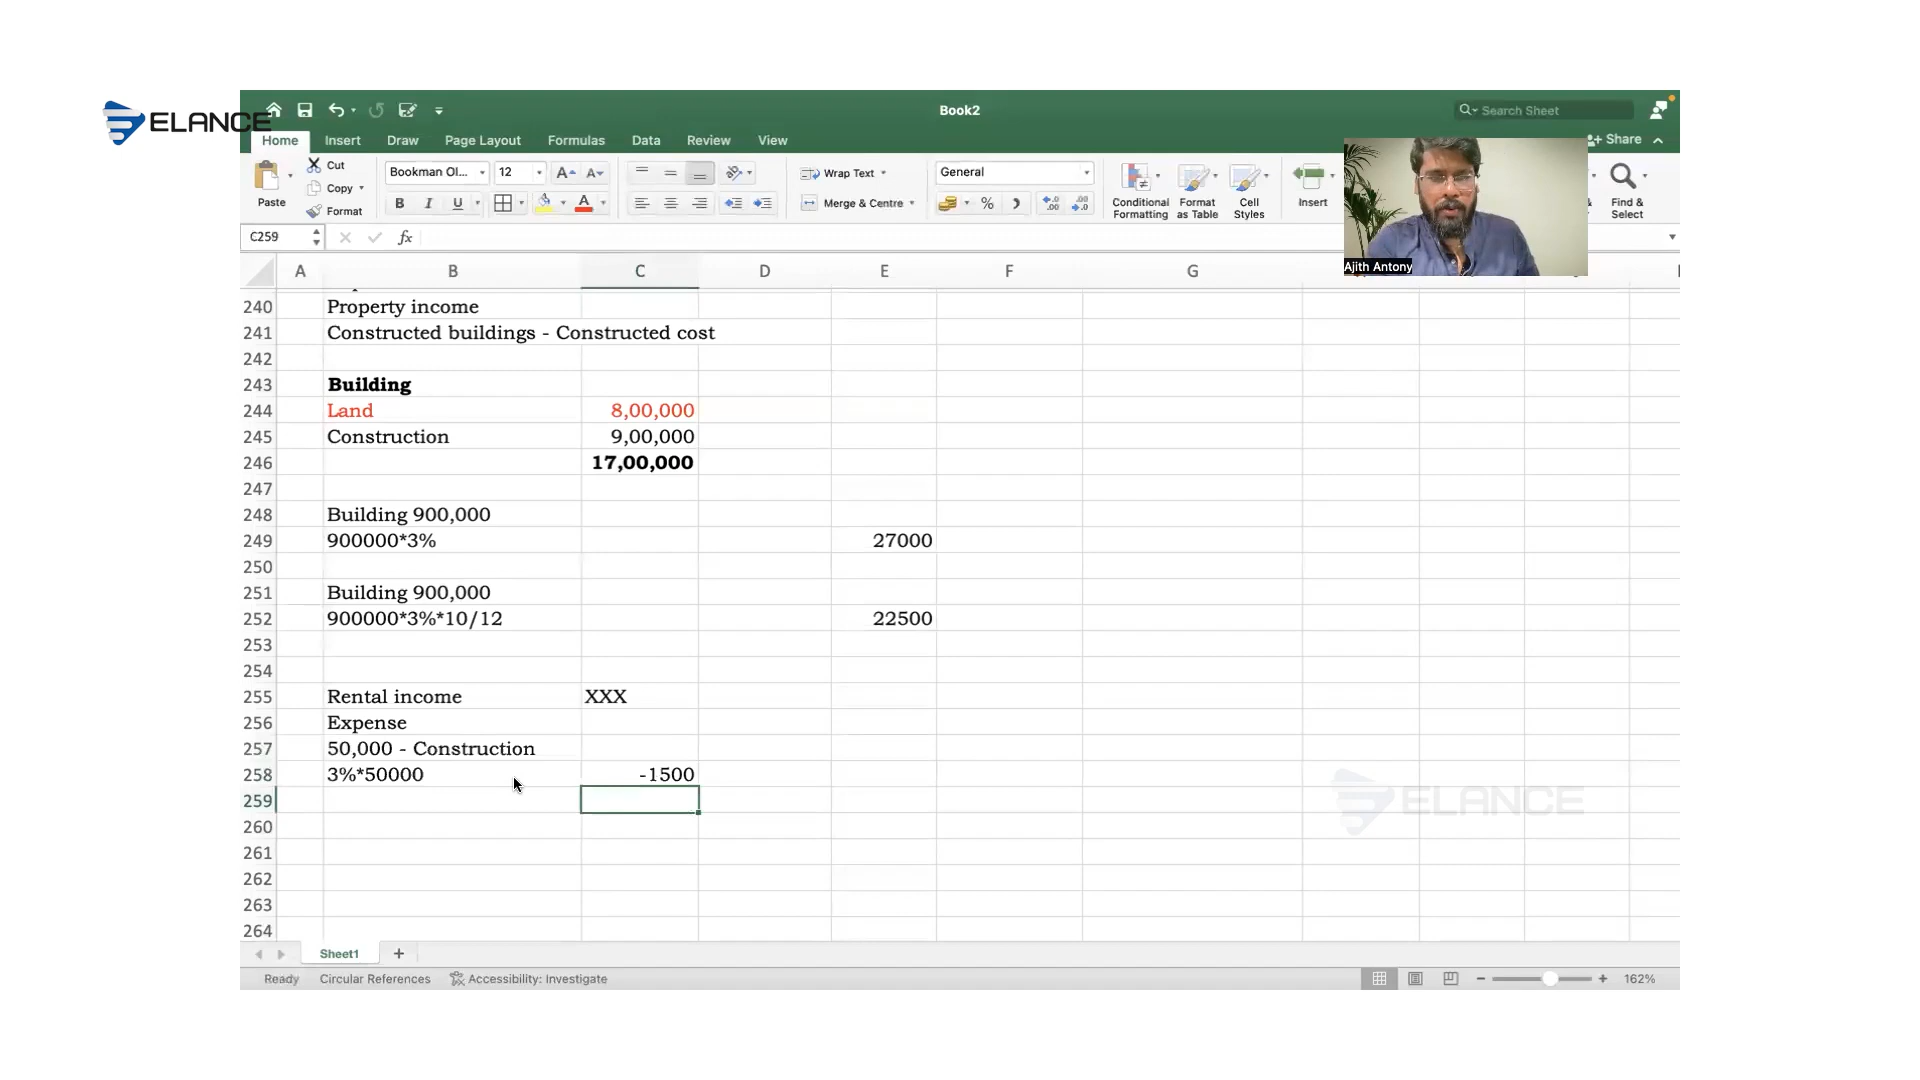 ELANCE
Book2
Search Sheet
Home Insert Draw Page Layout Formulas Data Review View Share
Paste Cut Copy Format
Bookman Ol... 12
B I U
Wrap Text
Merge & Centre
General
Conditional Formatting
Format as Table
Cell Styles
Insert
Find & Select
Ajith Antony
C259 fx
A B C D E F G
240 Property income
241 Constructed buildings - Constructed cost
242
243 Building
244 Land 8,00,000
245 Construction 9,00,000
246 17,00,000
247
248 Building 900,000
249 900000*3% 27000
250
251 Building 900,000
252 900000*3%*10/12 22500
253
254
255 Rental income XXX
256 Expense
257 50,000 - Construction
258 3%*50000 -1500
259
260
261
262
263
264
ELANCE
Sheet1 +
Ready Circular References Accessibility: Investigate 162%